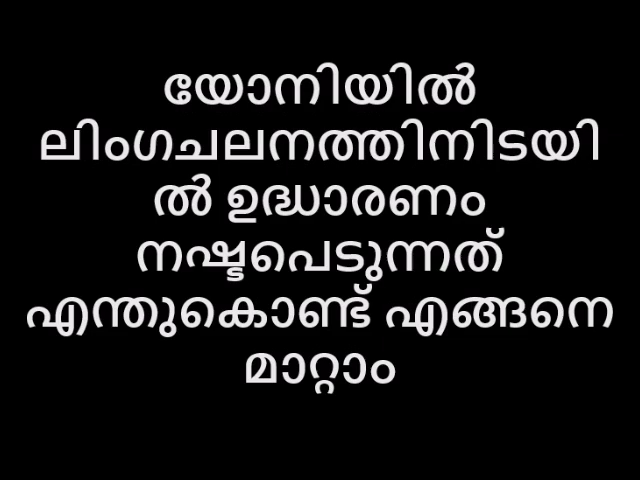 യോനിയിൽ
ലിംഗചലനത്തിനിടയി
ൽ ഉദ്ധാരണം
നഷ്ടപെടുന്നത്
എന്തുകൊണ്ട് എങ്ങനെ
മാറ്റാം